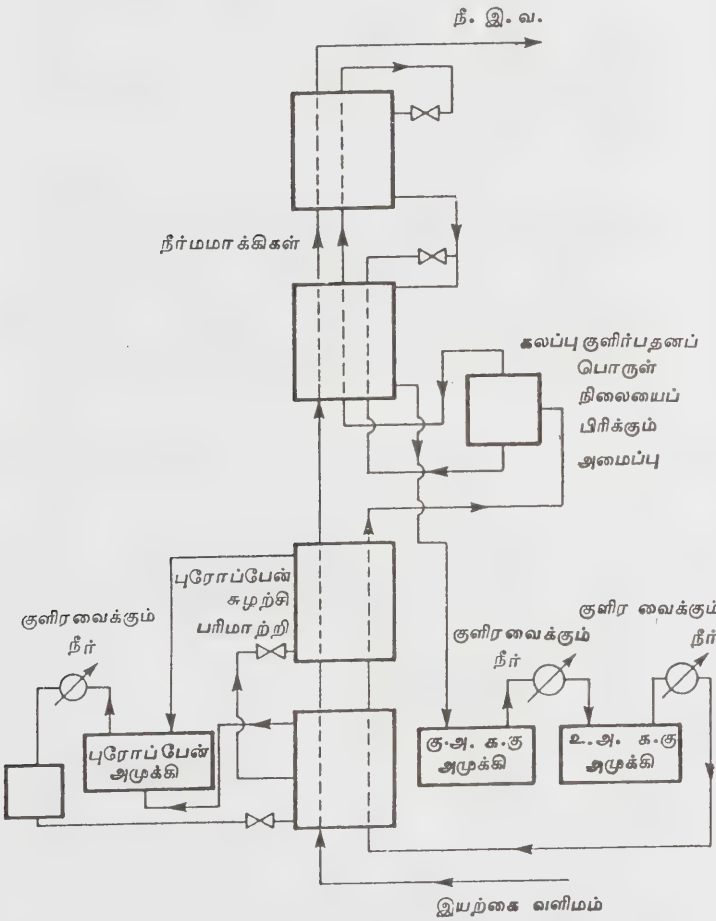 நீ. இ. வ.
நீர்மமாக்கிகள்
கலப்பு குளிர்பதனப்
பொருள்
நிலையைப்
பிரிக்கும்
அமைப்பு
புரோப்பேன்
சுழற்சி
பரிமாற்றி
குளிரவைக்கும்
நீர்
குளிரவைக்கும்
நீர்
குளிர வைக்கும்
நீர்
புரோப்பேன்
அமுக்கி
கு.அ. க.கு
அமுக்கி
உ.அ. க.கு
அமுக்கி
இயற்கை வளிமம்